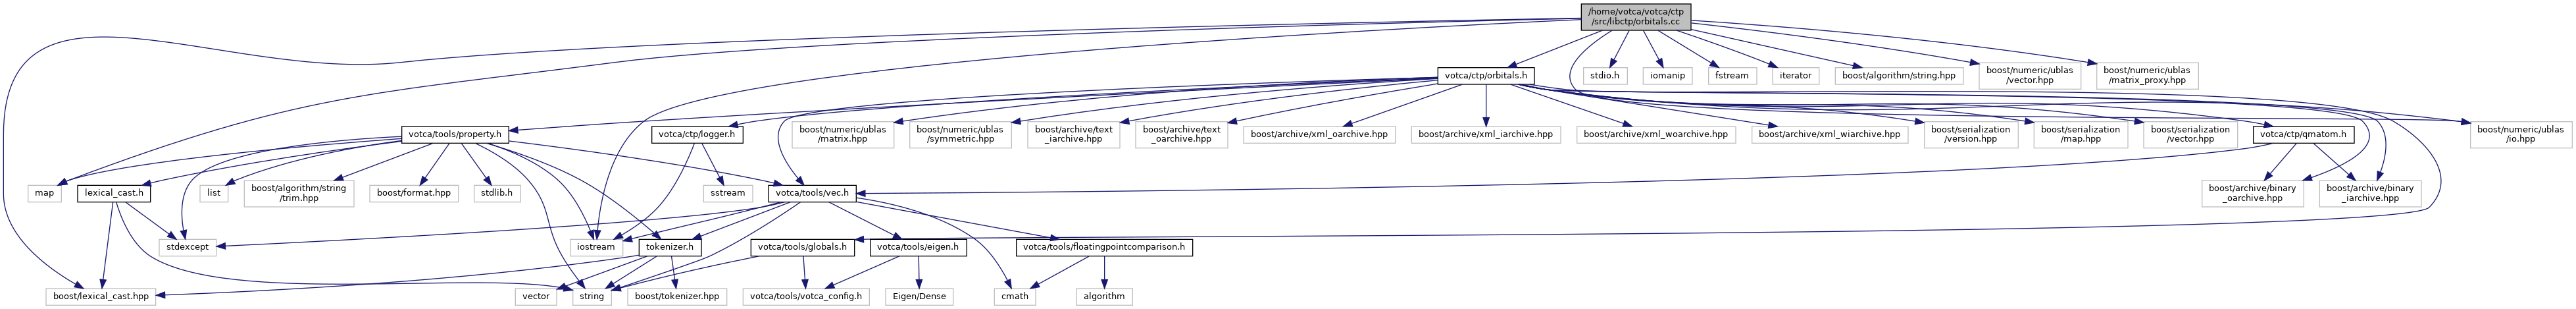 /home/votca/votca/ctp
/src/libctp/orbitals.cc
votca/ctp/orbitals.h
stdio.h
iomanip
fstream
iterator
boost/algorithm/string.hpp
boost/numeric/ublas
/vector.hpp
boost/numeric/ublas
/matrix_proxy.hpp
votca/tools/property.h
votca/ctp/logger.h
boost/numeric/ublas
/matrix.hpp
boost/numeric/ublas
/symmetric.hpp
boost/archive/text
_iarchive.hpp
boost/archive/text
_oarchive.hpp
boost/archive/xml_oarchive.hpp
boost/archive/xml_iarchive.hpp
boost/archive/xml_woarchive.hpp
boost/archive/xml_wiarchive.hpp
boost/serialization
/version.hpp
boost/serialization
/map.hpp
boost/serialization
/vector.hpp
votca/ctp/qmatom.h
boost/numeric/ublas
/io.hpp
map
lexical_cast.h
list
boost/algorithm/string
/trim.hpp
boost/format.hpp
stdlib.h
sstream
votca/tools/vec.h
boost/archive/binary
_oarchive.hpp
boost/archive/binary
_iarchive.hpp
stdexcept
iostream
tokenizer.h
votca/tools/globals.h
votca/tools/eigen.h
votca/tools/floatingpointcomparison.h
boost/lexical_cast.hpp
vector
string
boost/tokenizer.hpp
votca/tools/votca_config.h
Eigen/Dense
cmath
algorithm